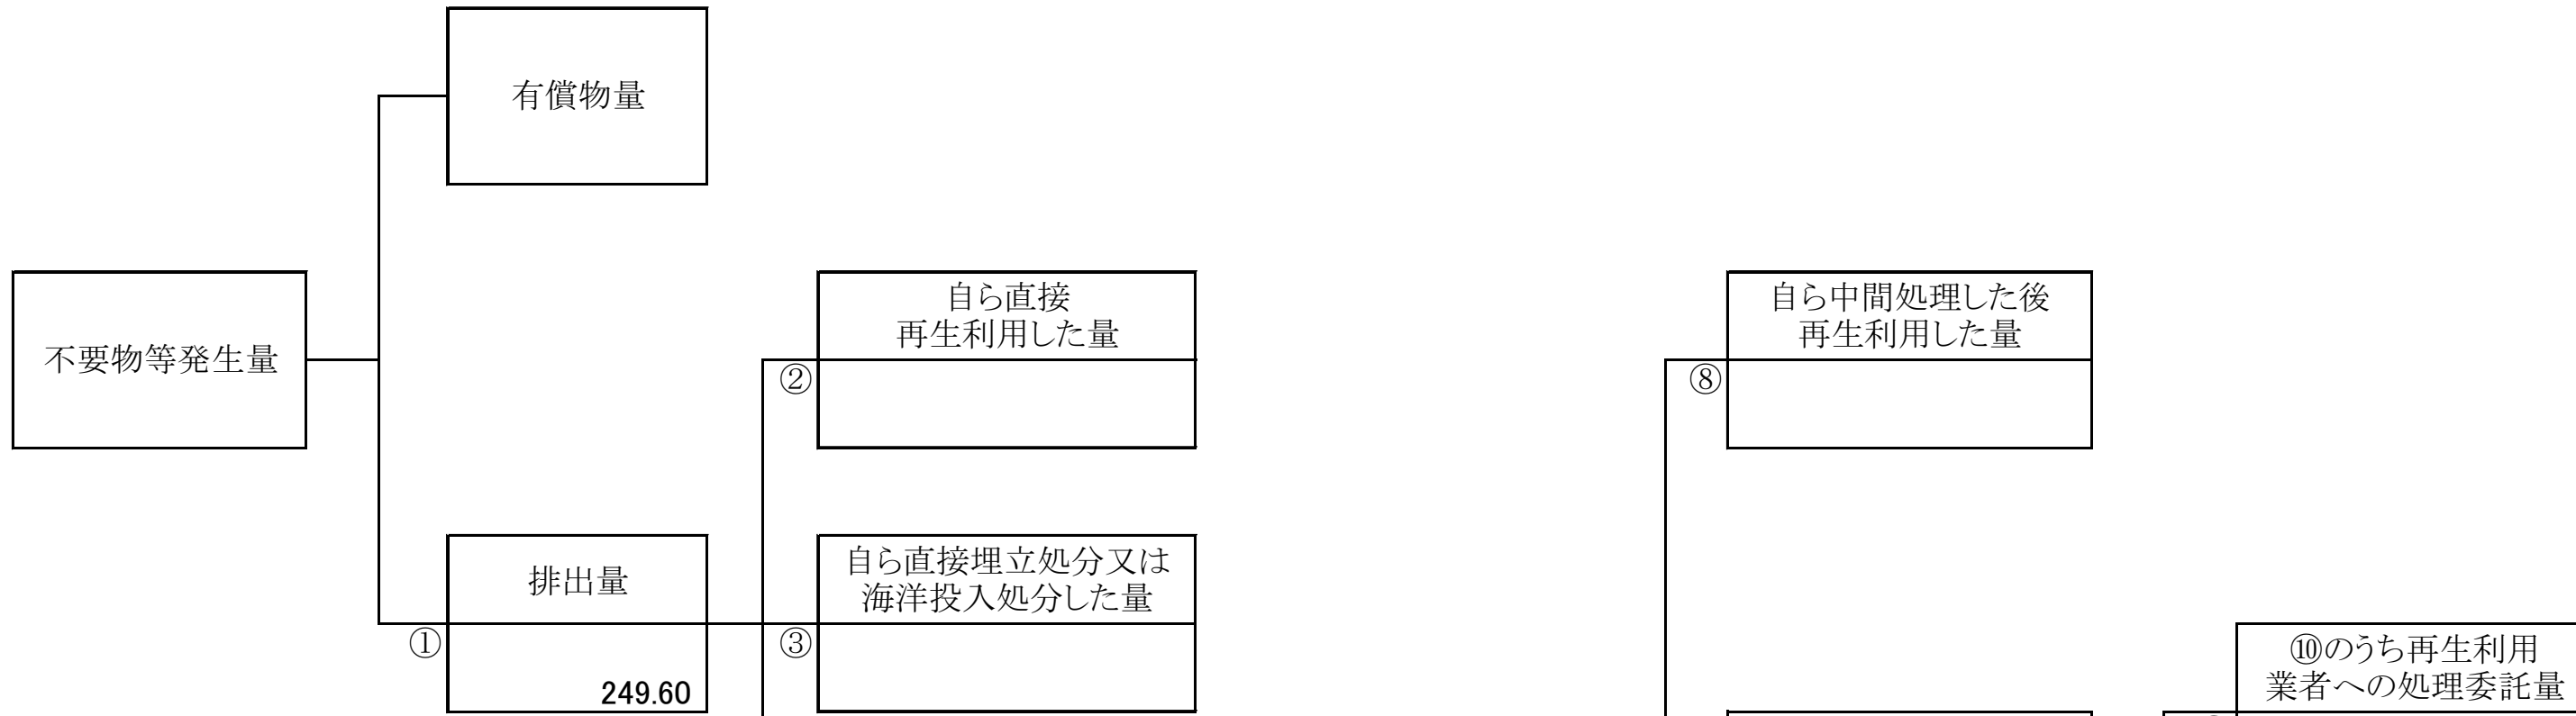 有償物量
不要物等発生量
自ら直接
再生利用した量
②
自ら中間処理した後
再生利用した量
⑧
排出量
①
249.60
自ら直接埋立処分又は
海洋投入処分した量
③
⑩のうち再生利用
業者への処理委託量